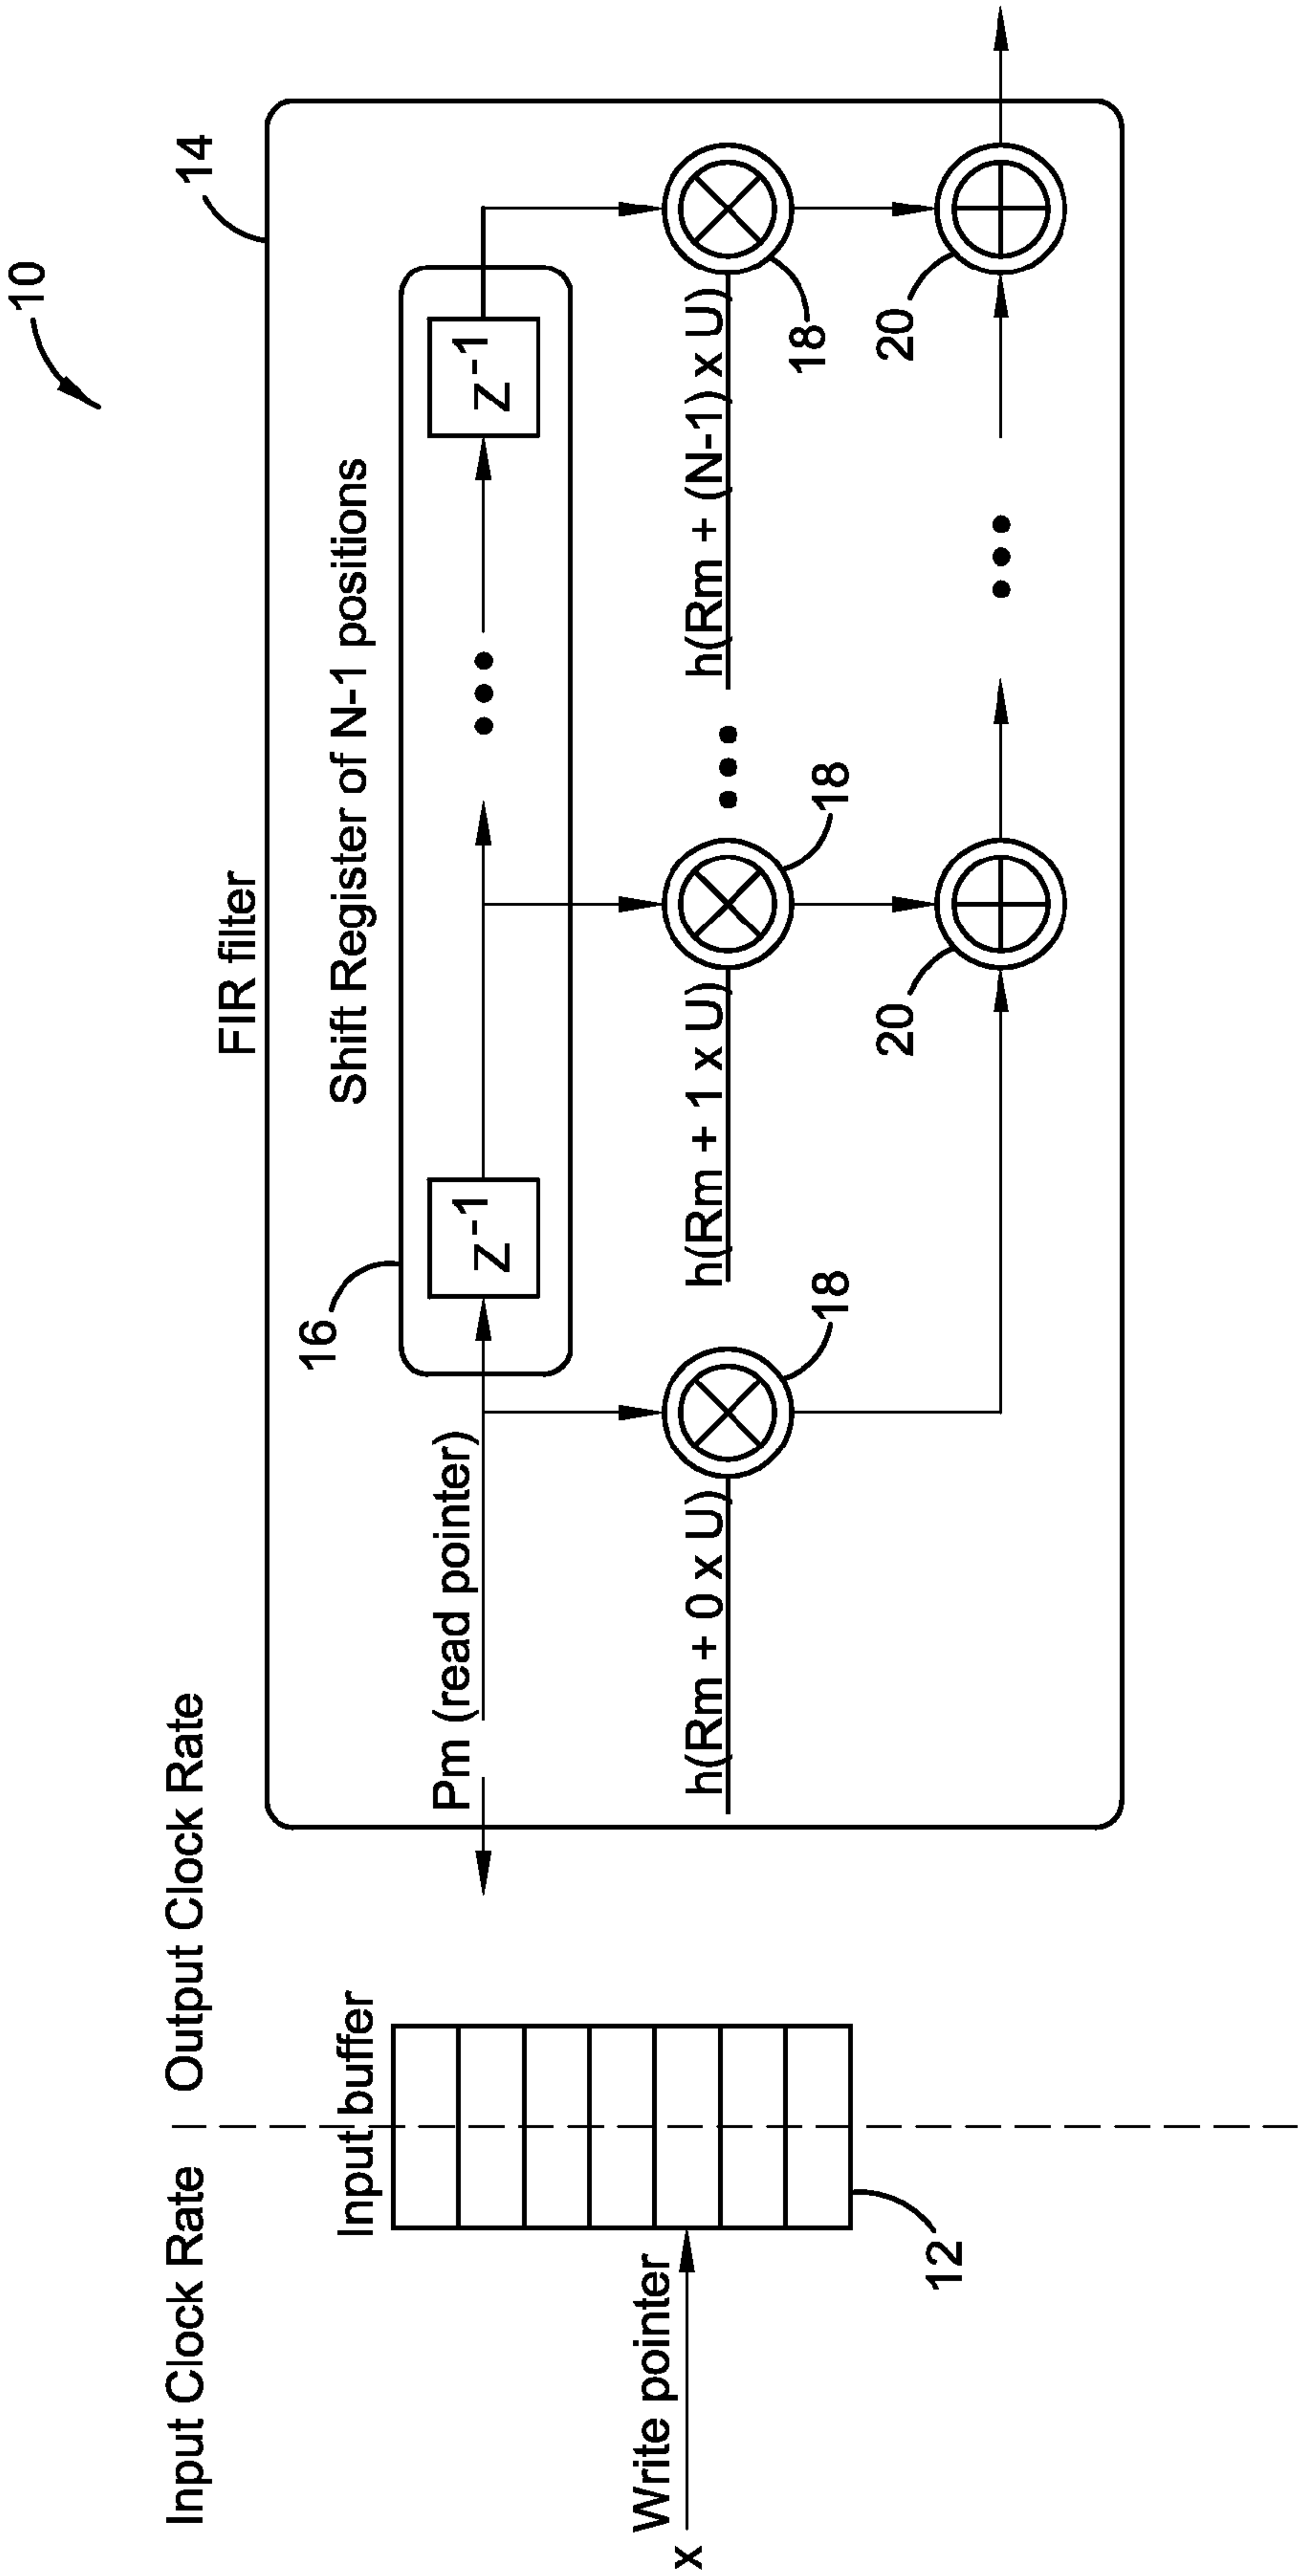 10
Input Clock Rate
Output Clock Rate
FIR filter
14
Input buffer
Shift Register of N-1 positions
16
Pm (read pointer)
z-1
z-1
Write pointer
x
h(Rm + 0 x U)
h(Rm + 1 x U)
h(Rm + (N-1) x U)
18
18
18
12
20
20